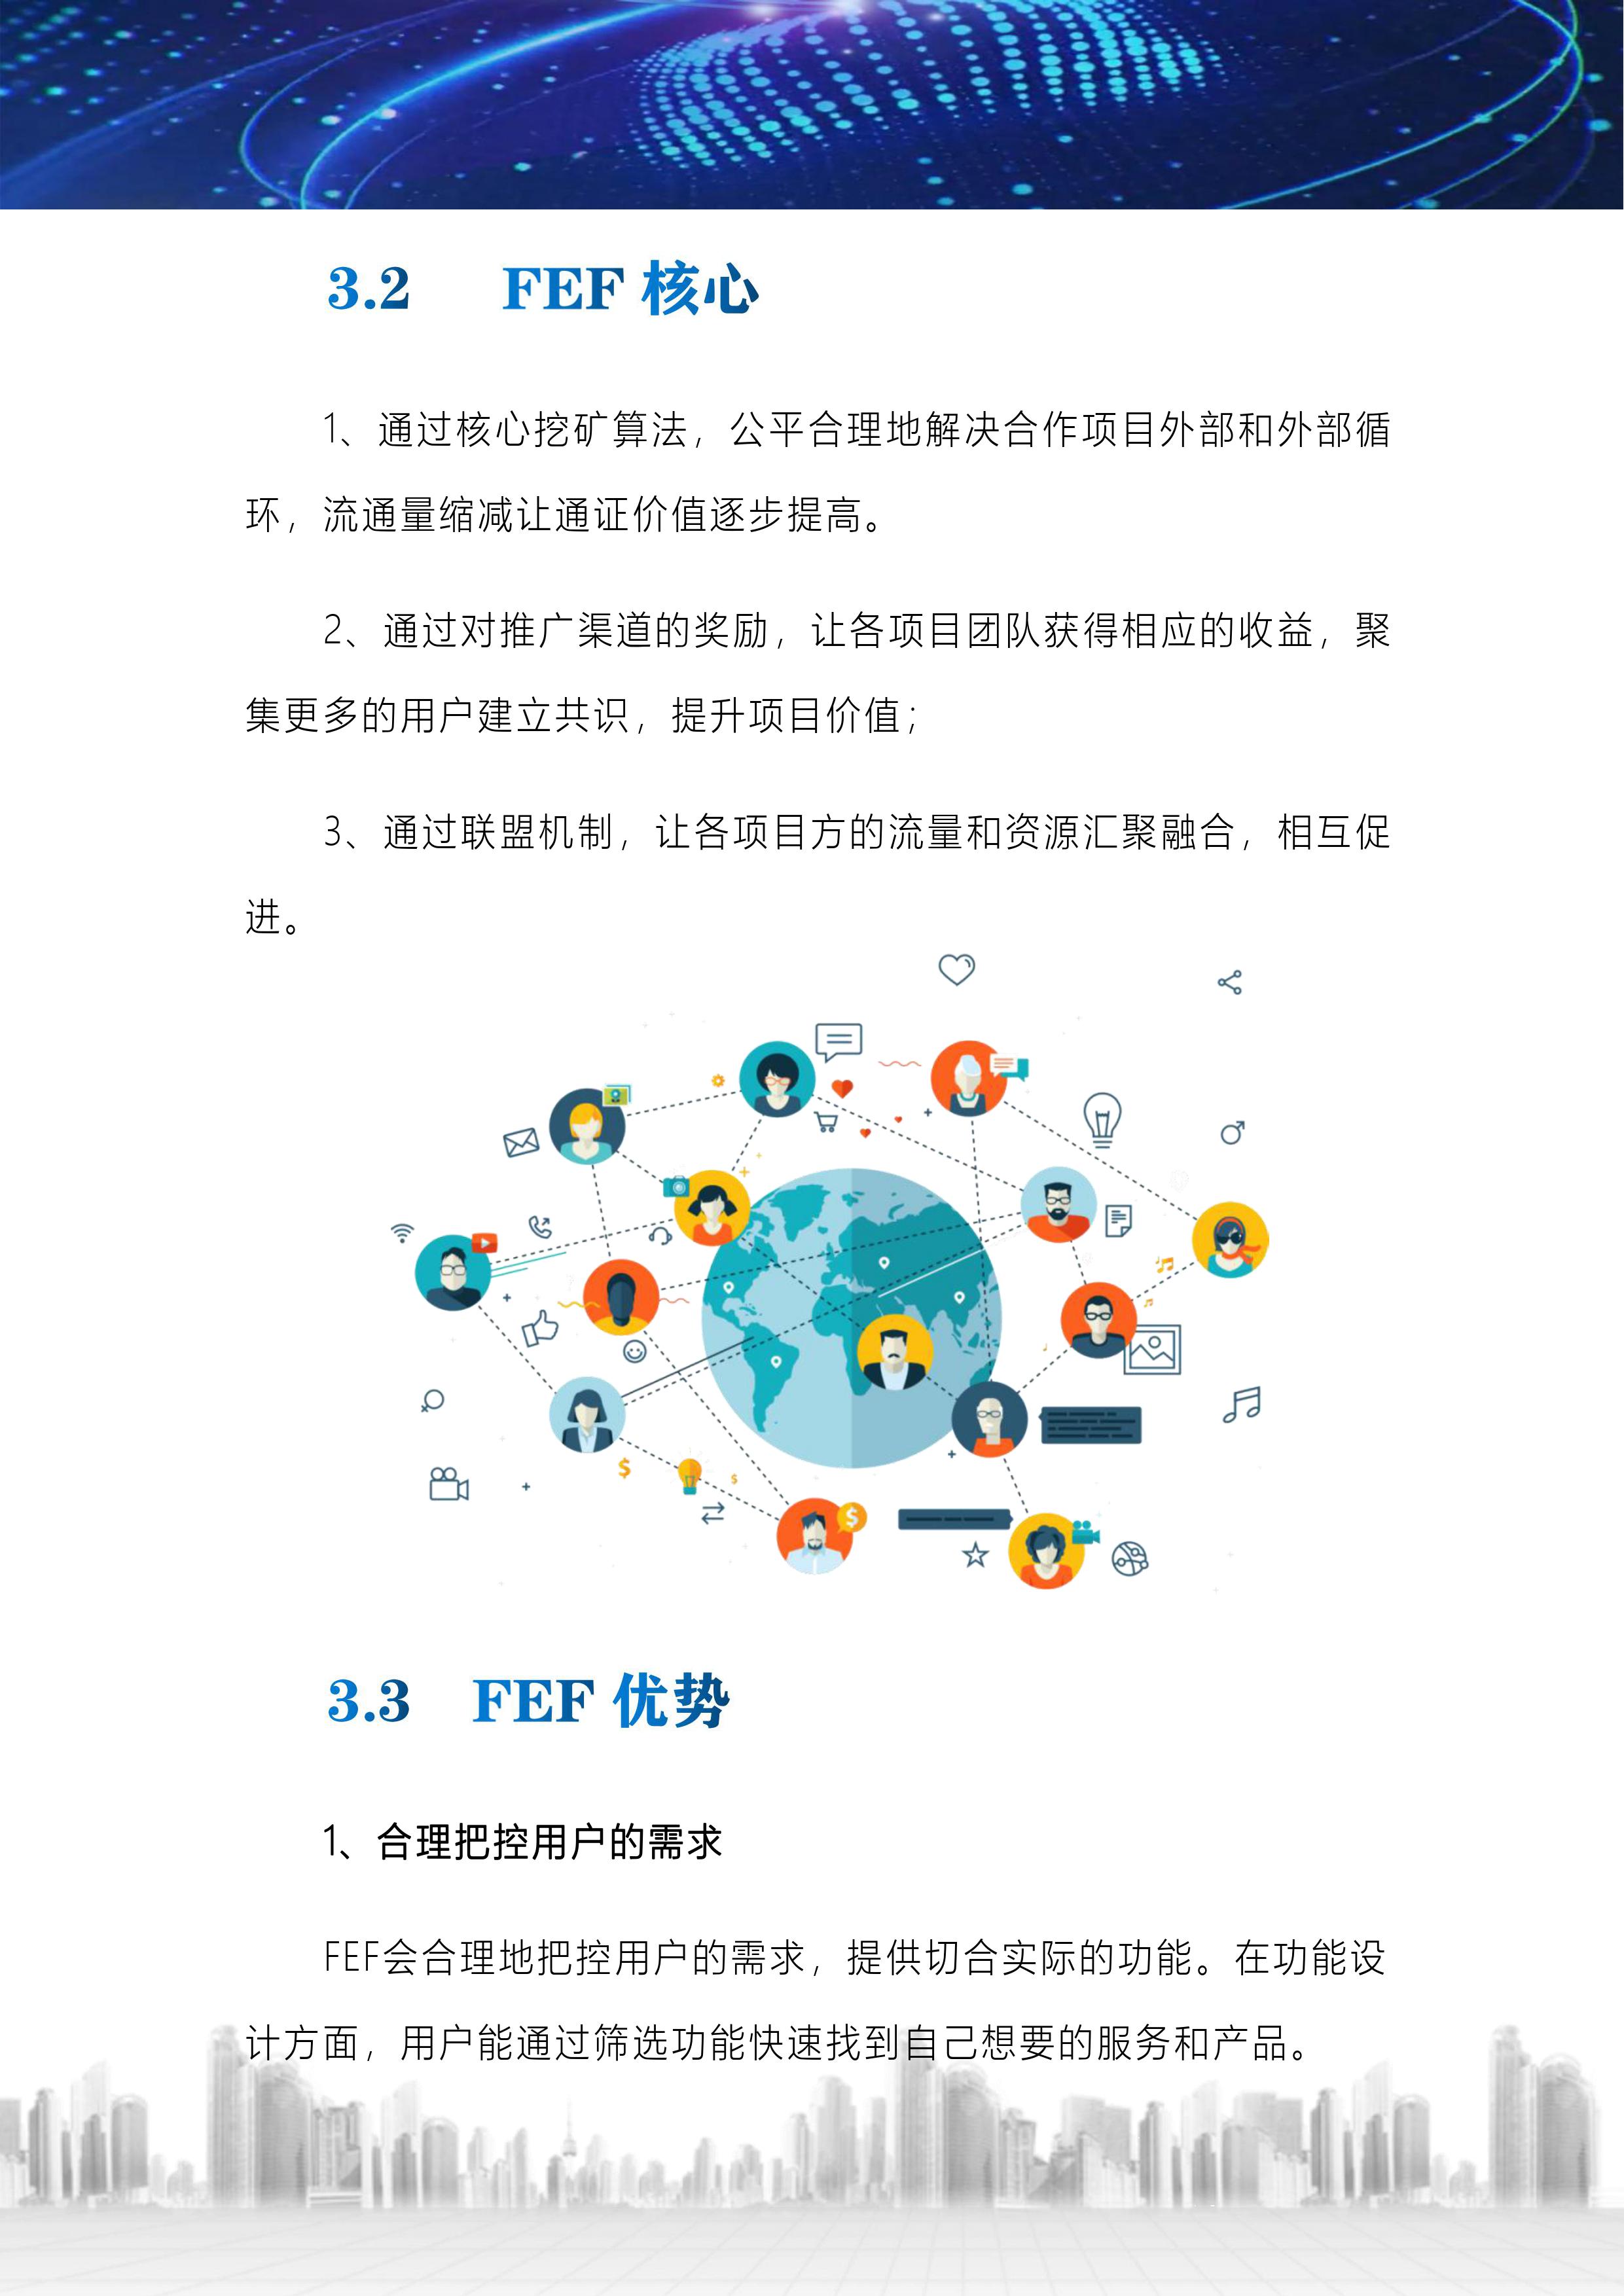 3.2 FEF 核心
1、通过核心挖矿算法，公平合理地解决合作项目外部和外部循
环，流通量缩减让通证价值逐步提高。
2、通过对推广渠道的奖励，让各项目团队获得相应的收益，聚
集更多的用户建立共识，提升项目价值；
3、通过联盟机制，让各项目方的流量和资源汇聚融合，相互促
进。
3.3 FEF 优势
1、合理把控用户的需求
FEF会合理地把控用户的需求，提供切合实际的功能。在功能设
计方面，用户能通过筛选功能快速找到自己想要的服务和产品。